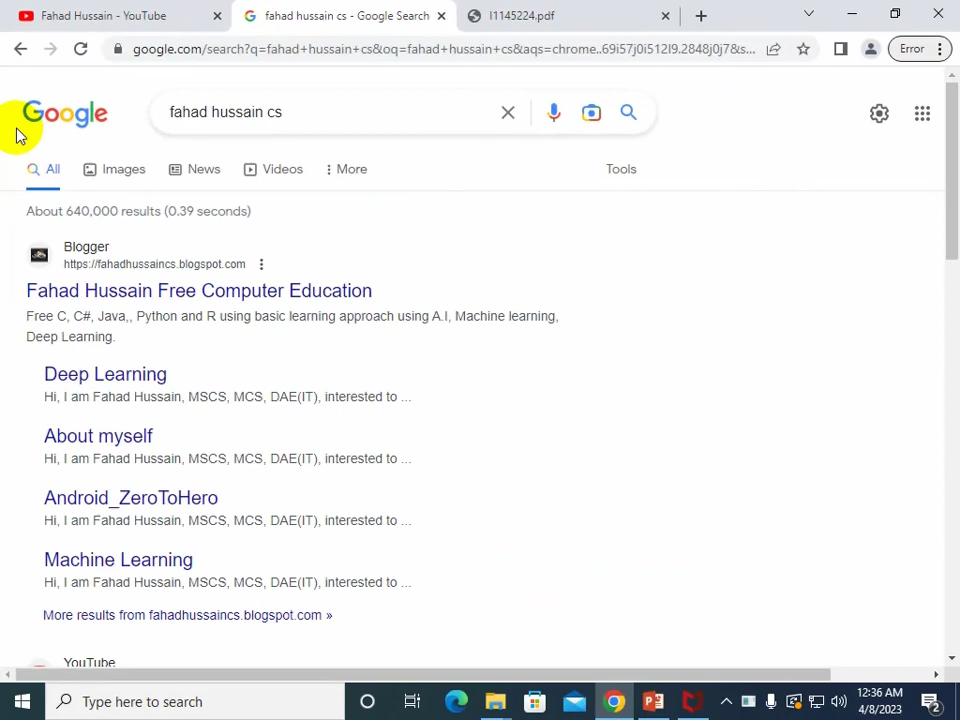 Fahad Hussain - YouTube
fahad hussain cs - Google Search
I1145224.pdf
google.com/search?q=fahad+hussain+cs&oq=fahad+hussain+cs&aqs=chrome..69i57j0i512l9.2848j0j7&s...
Error
Google
fahad hussain cs
All
Images
News
Videos
More
Tools
About 640,000 results (0.39 seconds)
Blogger
https://fahadhussaincs.blogspot.com
Fahad Hussain Free Computer Education
Free C, C#, Java,, Python and R using basic learning approach using A.I, Machine learning,
Deep Learning.
Deep Learning
Hi, I am Fahad Hussain, MSCS, MCS, DAE(IT), interested to ...
About myself
Hi, I am Fahad Hussain, MSCS, MCS, DAE(IT), interested to ...
Android_ZeroToHero
Hi, I am Fahad Hussain, MSCS, MCS, DAE(IT), interested to ...
Machine Learning
Hi, I am Fahad Hussain, MSCS, MCS, DAE(IT), interested to ...
More results from fahadhussaincs.blogspot.com »
YouTube
Type here to search
12:36 AM
4/8/2023
2